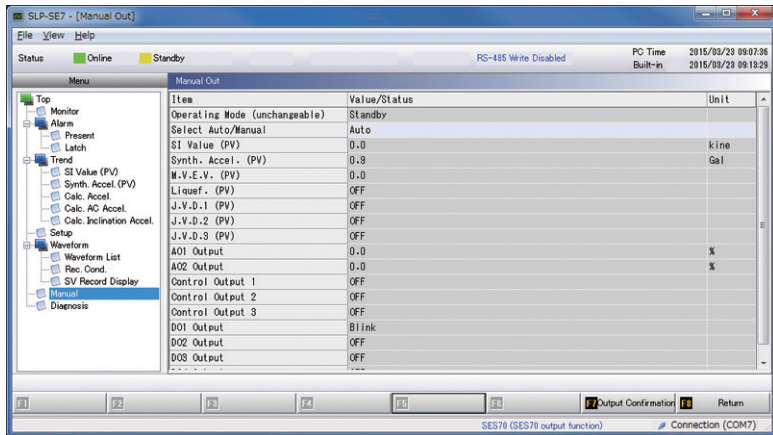 SLP-SE7 - [Manual Out]
File View Help
Status Online Standby RS-485 Write Disabled PC Time 2015/03/23 09:07:36
Built-in 2015/03/23 09:13:29
Menu
Top
Monitor
Alarm
Present
Latch
Trend
SI Value (PV)
Synth. Accel. (PV)
Calc. Accel.
Calc. AC Accel.
Calc. Inclination Accel.
Setup
Waveform
Waveform List
Rec. Cond.
SV Record Display
Manual
Diagnosis
Manual Out
Item Value/Status Unit
Operating Mode (unchangeable) Standby
Select Auto/Manual Auto
SI Value (PV) 0.0 kine
Synth. Accel. (PV) 0.9 Gal
M.V.E.V. (PV) 0.0
Liquef. (PV) OFF
J.V.D.1 (PV) OFF
J.V.D.2 (PV) OFF
J.V.D.3 (PV) OFF
AO1 Output 0.0 %
AO2 Output 0.0 %
Control Output 1 OFF
Control Output 2 OFF
Control Output 3 OFF
DO1 Output Blink
DO2 Output OFF
DO3 Output OFF
F1 F2 F3 F4 F5 F6 F7 Output Confirmation F8 Return
SES70 (SES70 output function) Connection (COM7)